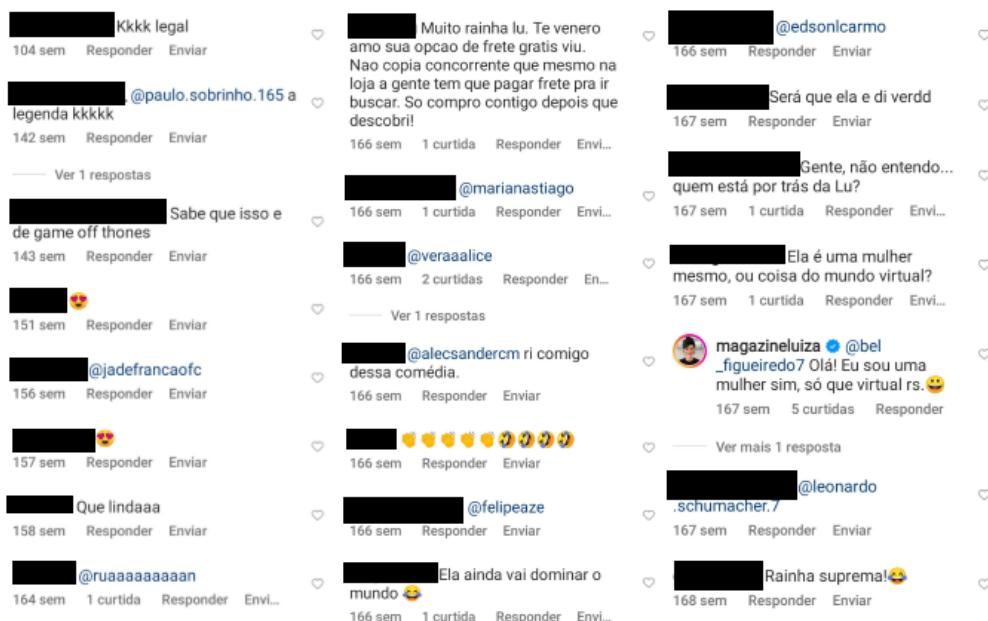 Kkkk legal
104 sem Responder Enviar
@paulo.sobrinho.165 a
legenda kkkkk
142 sem Responder Enviar
Ver 1 respostas
Sabe que isso e
de game off thones
143 sem Responder Enviar
😍
151 sem Responder Enviar
@jadefrancaofc
156 sem Responder Enviar
😍
157 sem Responder Enviar
Que lindaaa
158 sem Responder Enviar
@ruaaaaaaaaan
164 sem 1 curtida Responder Envi...
Muito rainha lu. Te venero
amo sua opcao de frete gratis viu.
Nao copia concorrente que mesmo na
loja a gente tem que pagar frete pra ir
buscar. So compro contigo depois que
descobri!
166 sem 1 curtida Responder Envi...
@marianastiago
166 sem 1 curtida Responder Envi...
@veraaalice
166 sem 2 curtidas Responder En...
Ver 1 respostas
@alecsandercm ri comigo
dessa comédia.
166 sem Responder Enviar
👏👏👏👏👏🤣🤣🤣🤣
166 sem Responder Enviar
@felipeaze
166 sem Responder Enviar
Ela ainda vai dominar o
mundo 😂
166 sem 1 curtida Responder Envi...
@edsonlcarmo
166 sem Responder Enviar
Será que ela e di verdd
167 sem Responder Enviar
Gente, não entendo...
quem está por trás da Lu?
167 sem 1 curtida Responder Envi...
Ela é uma mulher
mesmo, ou coisa do mundo virtual?
167 sem 1 curtida Responder Envi...
magazineluiza @bel
_figueiredo7 Olá! Eu sou uma
mulher sim, só que virtual rs.😀
167 sem 5 curtidas Responder
Ver mais 1 resposta
@leonardo
.schumacher.7
167 sem Responder Enviar
Rainha suprema!😂
168 sem Responder Enviar